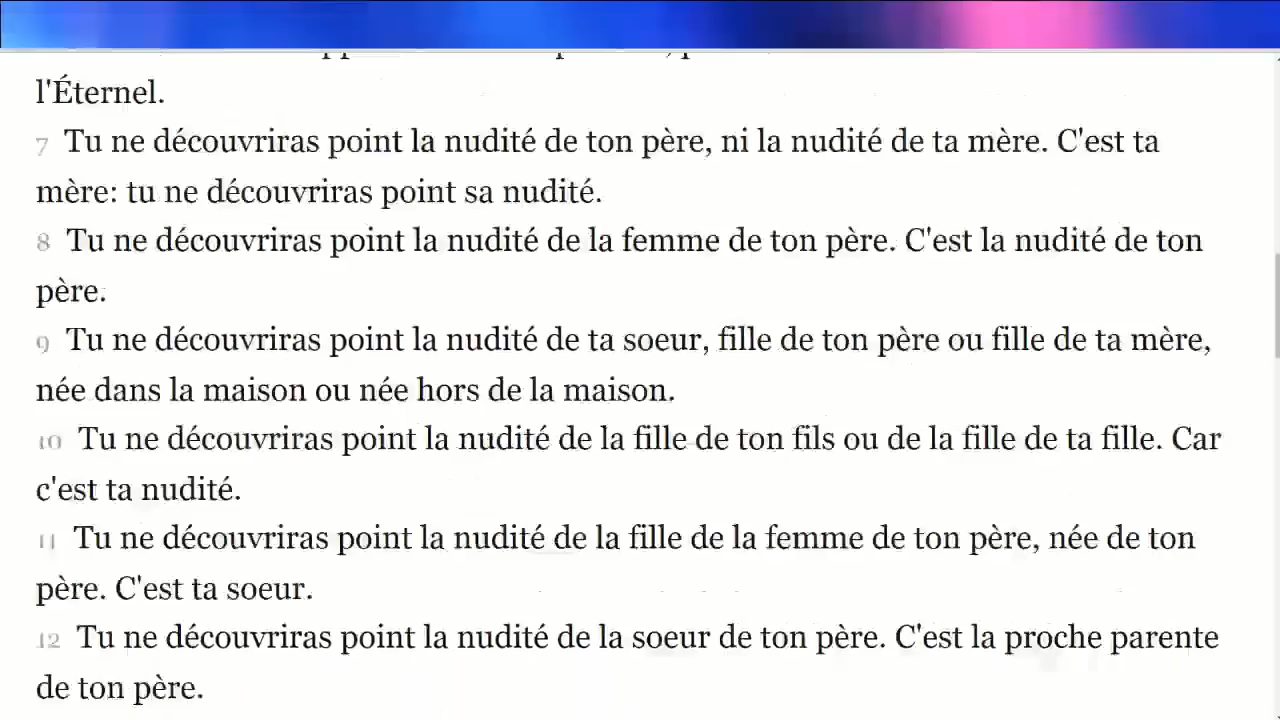 l'Éternel.
7 Tu ne découvriras point la nudité de ton père, ni la nudité de ta mère. C'est ta
mère: tu ne découvriras point sa nudité.
8 Tu ne découvriras point la nudité de la femme de ton père. C'est la nudité de ton
père.
9 Tu ne découvriras point la nudité de ta soeur, fille de ton père ou fille de ta mère,
née dans la maison ou née hors de la maison.
10 Tu ne découvriras point la nudité de la fille de ton fils ou de la fille de ta fille. Car
c'est ta nudité.
11 Tu ne découvriras point la nudité de la fille de la femme de ton père, née de ton
père. C'est ta soeur.
12 Tu ne découvriras point la nudité de la soeur de ton père. C'est la proche parente
de ton père.